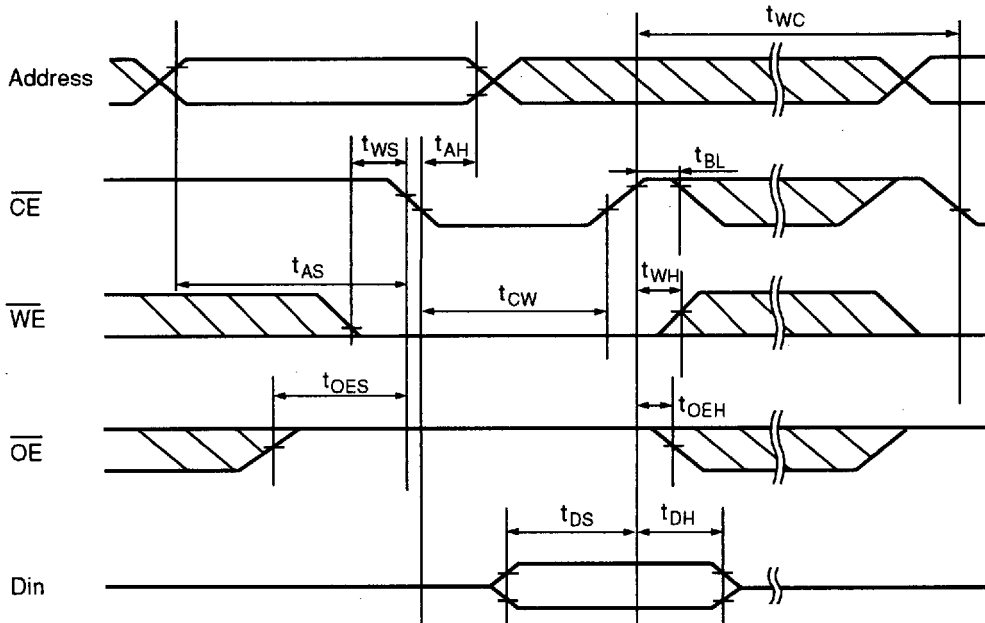 tWC
Address
tWS
tAH
tBL
CE
tAS
tWH
tCW
WE
tOES
tOEH
OE
tDS
tDH
Din